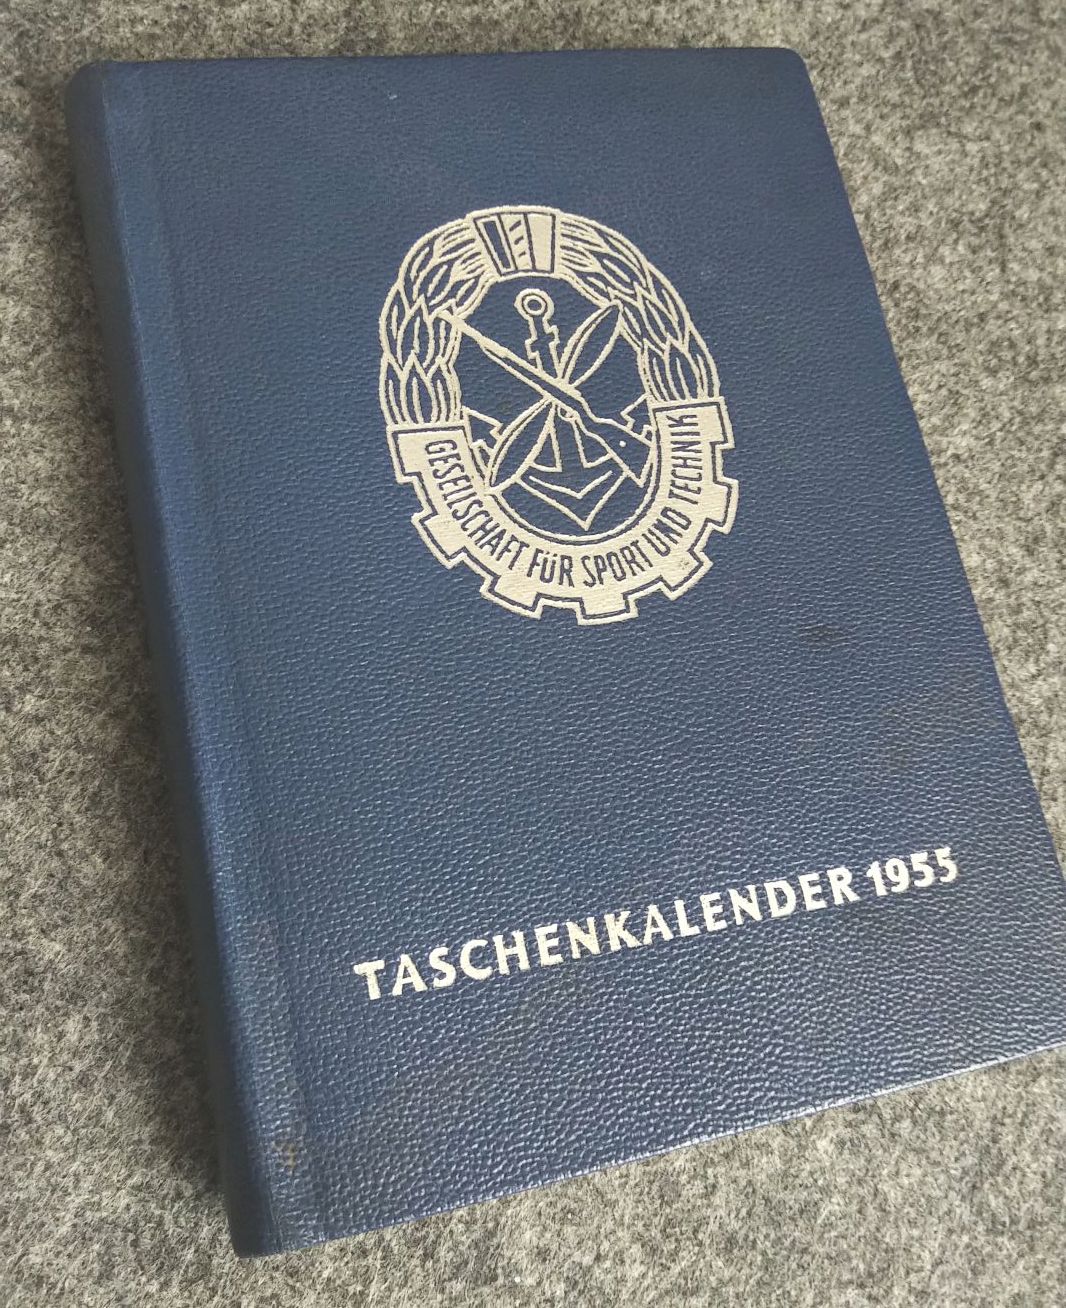 GESELLSCHAFT FÜR SPORT UND TECHNIK
TASCHENKALENDER 1955